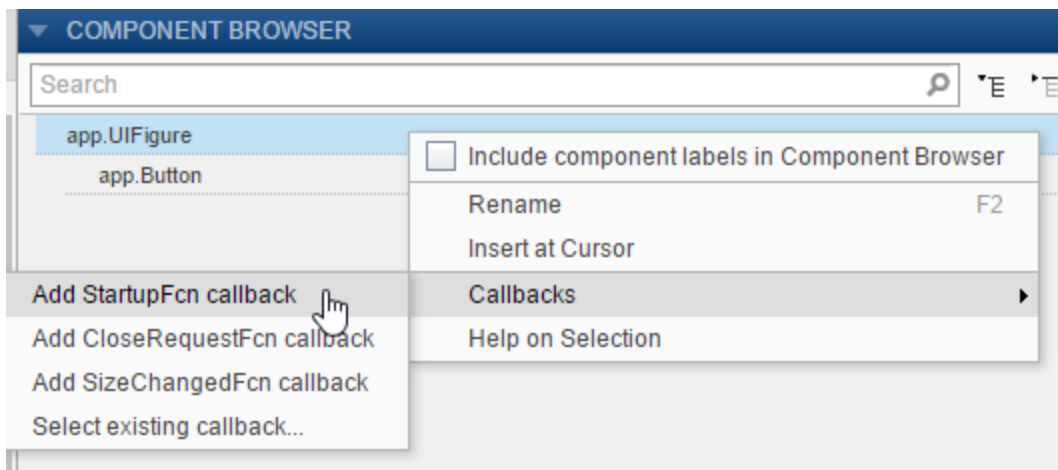 COMPONENT BROWSER
Search
app.UIFigure
app.Button
Include component labels in Component Browser
Rename F2
Insert at Cursor
Callbacks
Help on Selection
Add StartupFcn callback
Add CloseRequestFcn callback
Add SizeChangedFcn callback
Select existing callback...